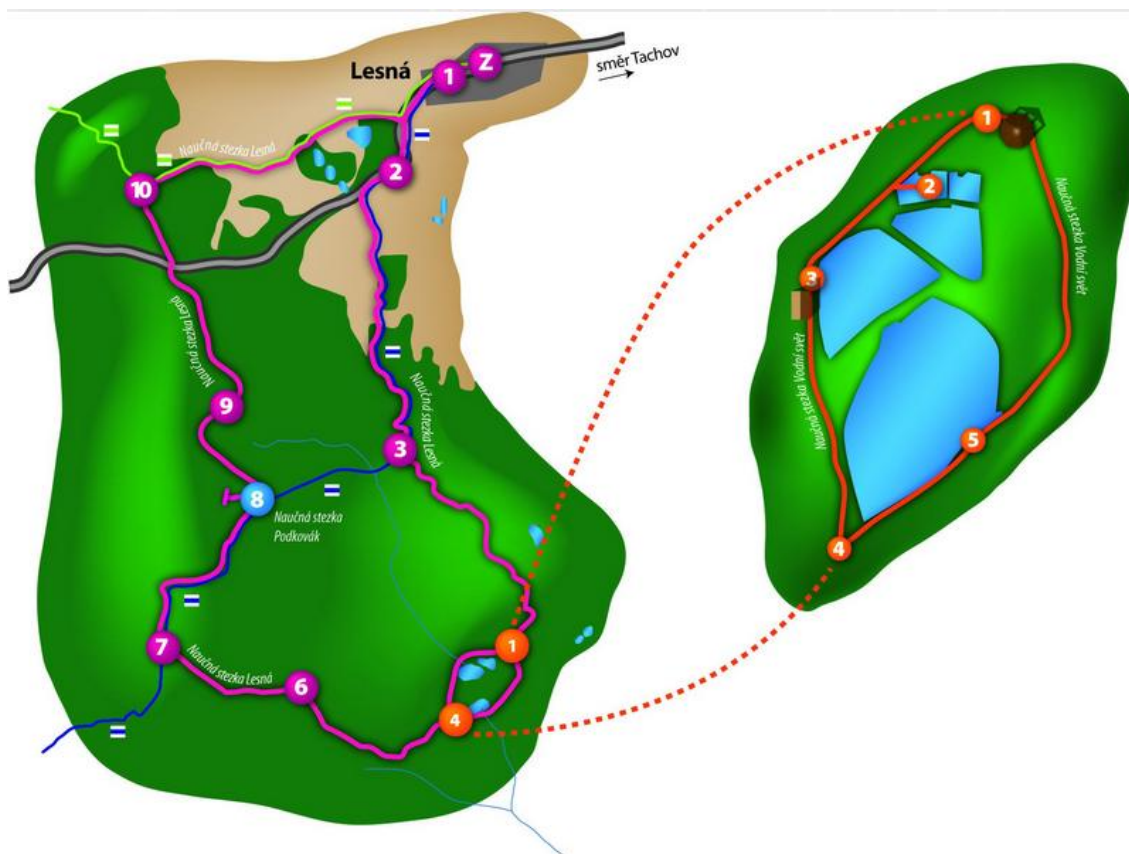 Lesná
1
Z
směr Tachov
Naučná stezka Lesná
2
10
Naučná stezka Lesná
9
Naučná stezka Lesná
3
8
Naučná stezka
Podkovák
7
Naučná stezka Lesná
6
1
4
1
2
Naučná stezka Vodní svět
3
Naučná stezka Vodní svět
5
4